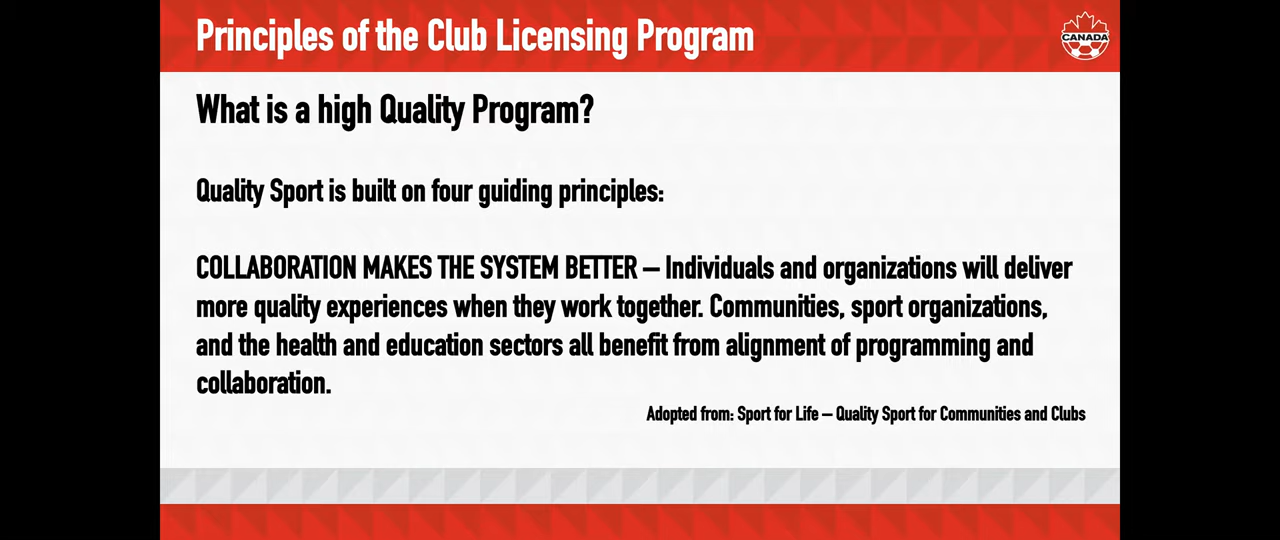 Principles of the Club Licensing Program
CANADA
What is a high Quality Program?
Quality Sport is built on four guiding principles:
COLLABORATION MAKES THE SYSTEM BETTER – Individuals and organizations will deliver
more quality experiences when they work together. Communities, sport organizations,
and the health and education sectors all benefit from alignment of programming and
collaboration.
Adopted from: Sport for Life – Quality Sport for Communities and Clubs